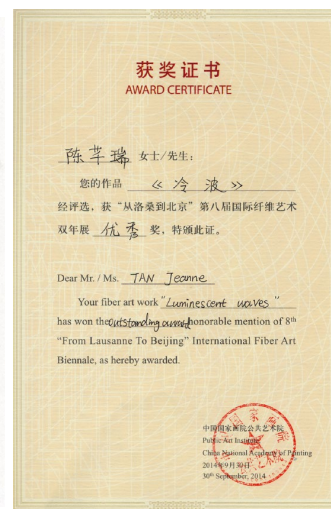 获奖证书
AWARD CERTIFICATE
陈芊瑞 女士/先生：
您的作品 《冷波》
经评选，获“从洛桑到北京”第八届国际纤维艺术
双年展 优秀 奖，特颁此证。
Dear Mr. / Ms. TAN Jeanne
Your fiber art work "Luminescent waves"
has won the outstanding award honorable mention of 8th
“From Lausanne To Beijing” International Fiber Art
Biennale, as hereby awarded.
中国国家画院公共艺术院
Public Art Institute
China National Academy of Painting
2014年9月30日
30th September, 2014